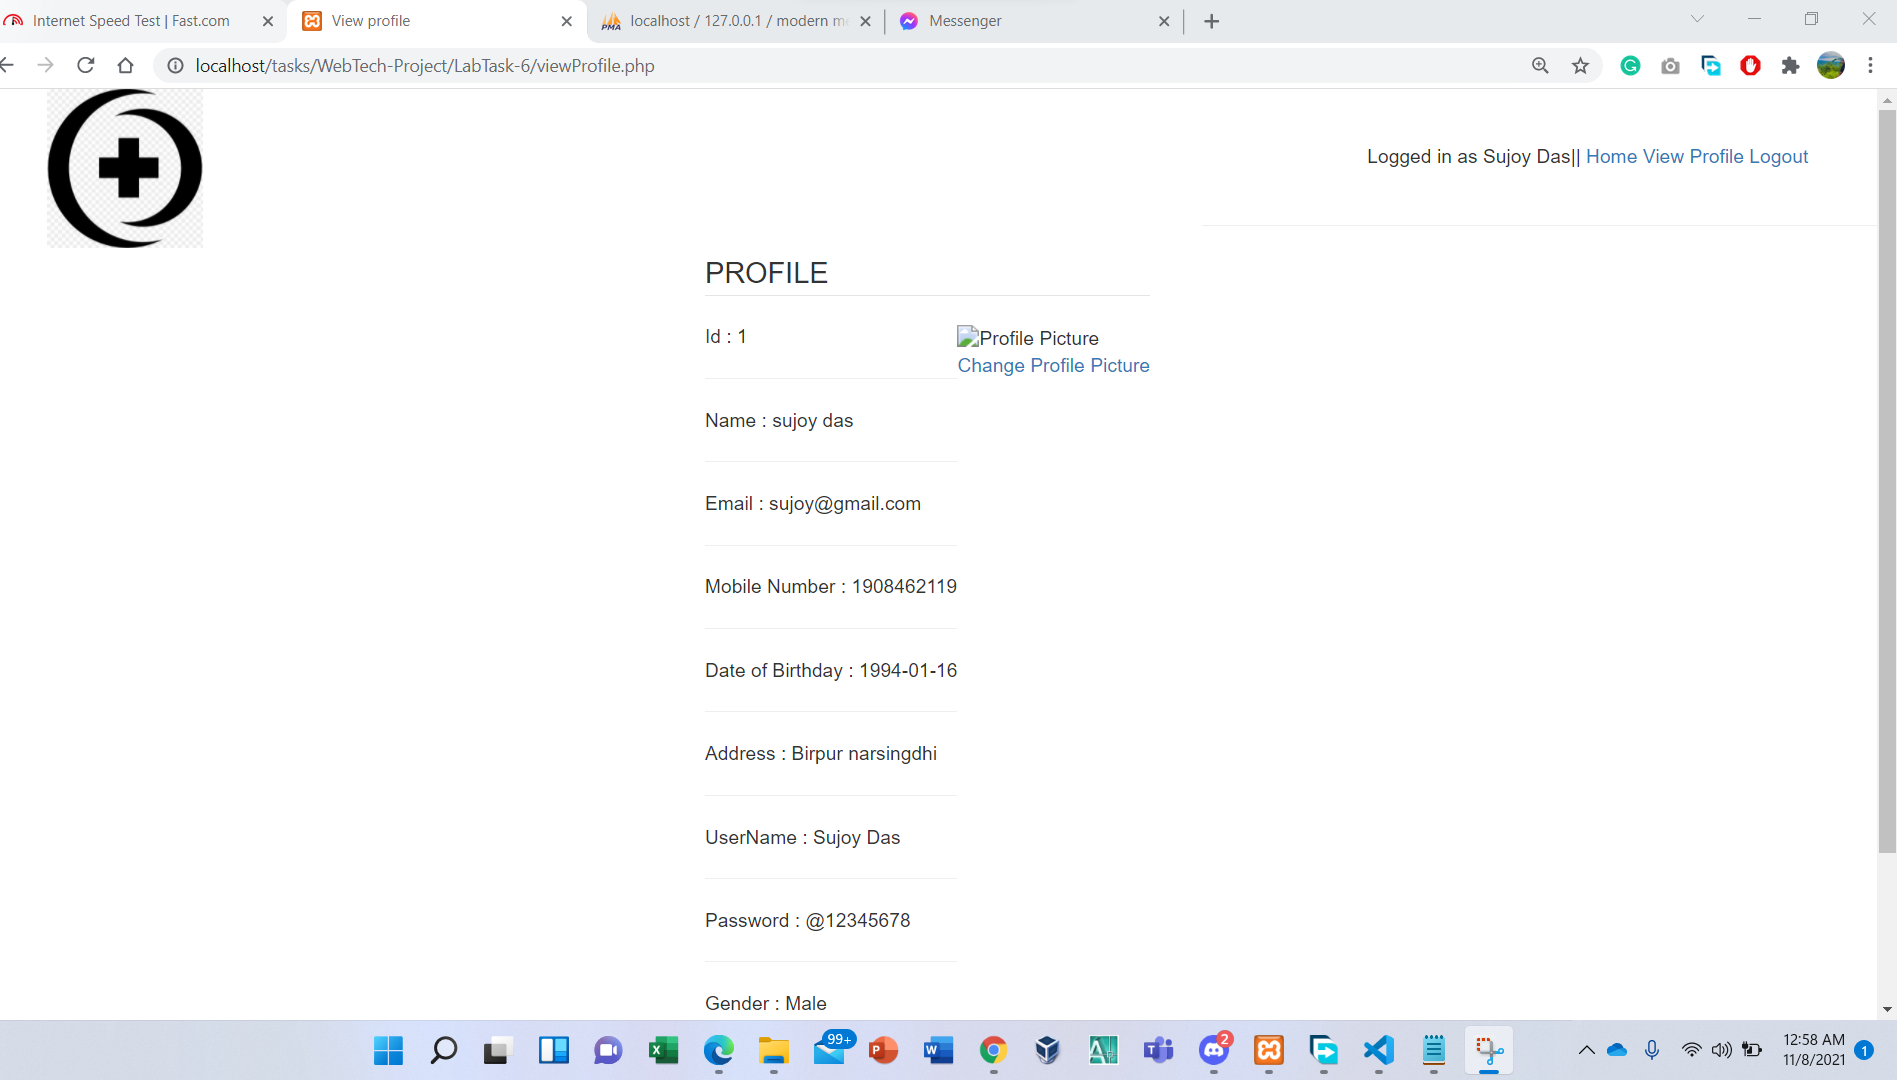 Internet Speed Test | Fast.com
View profile
localhost / 127.0.0.1 / modern m
Messenger
localhost/tasks/WebTech-Project/LabTask-6/viewProfile.php
Logged in as Sujoy Das|| Home View Profile Logout
PROFILE
Id : 1
Profile Picture
Change Profile Picture
Name : sujoy das
Email : sujoy@gmail.com
Mobile Number : 1908462119
Date of Birthday : 1994-01-16
Address : Birpur narsingdhi
UserName : Sujoy Das
Password : @12345678
Gender : Male
99+
2
12:58 AM
11/8/2021
1